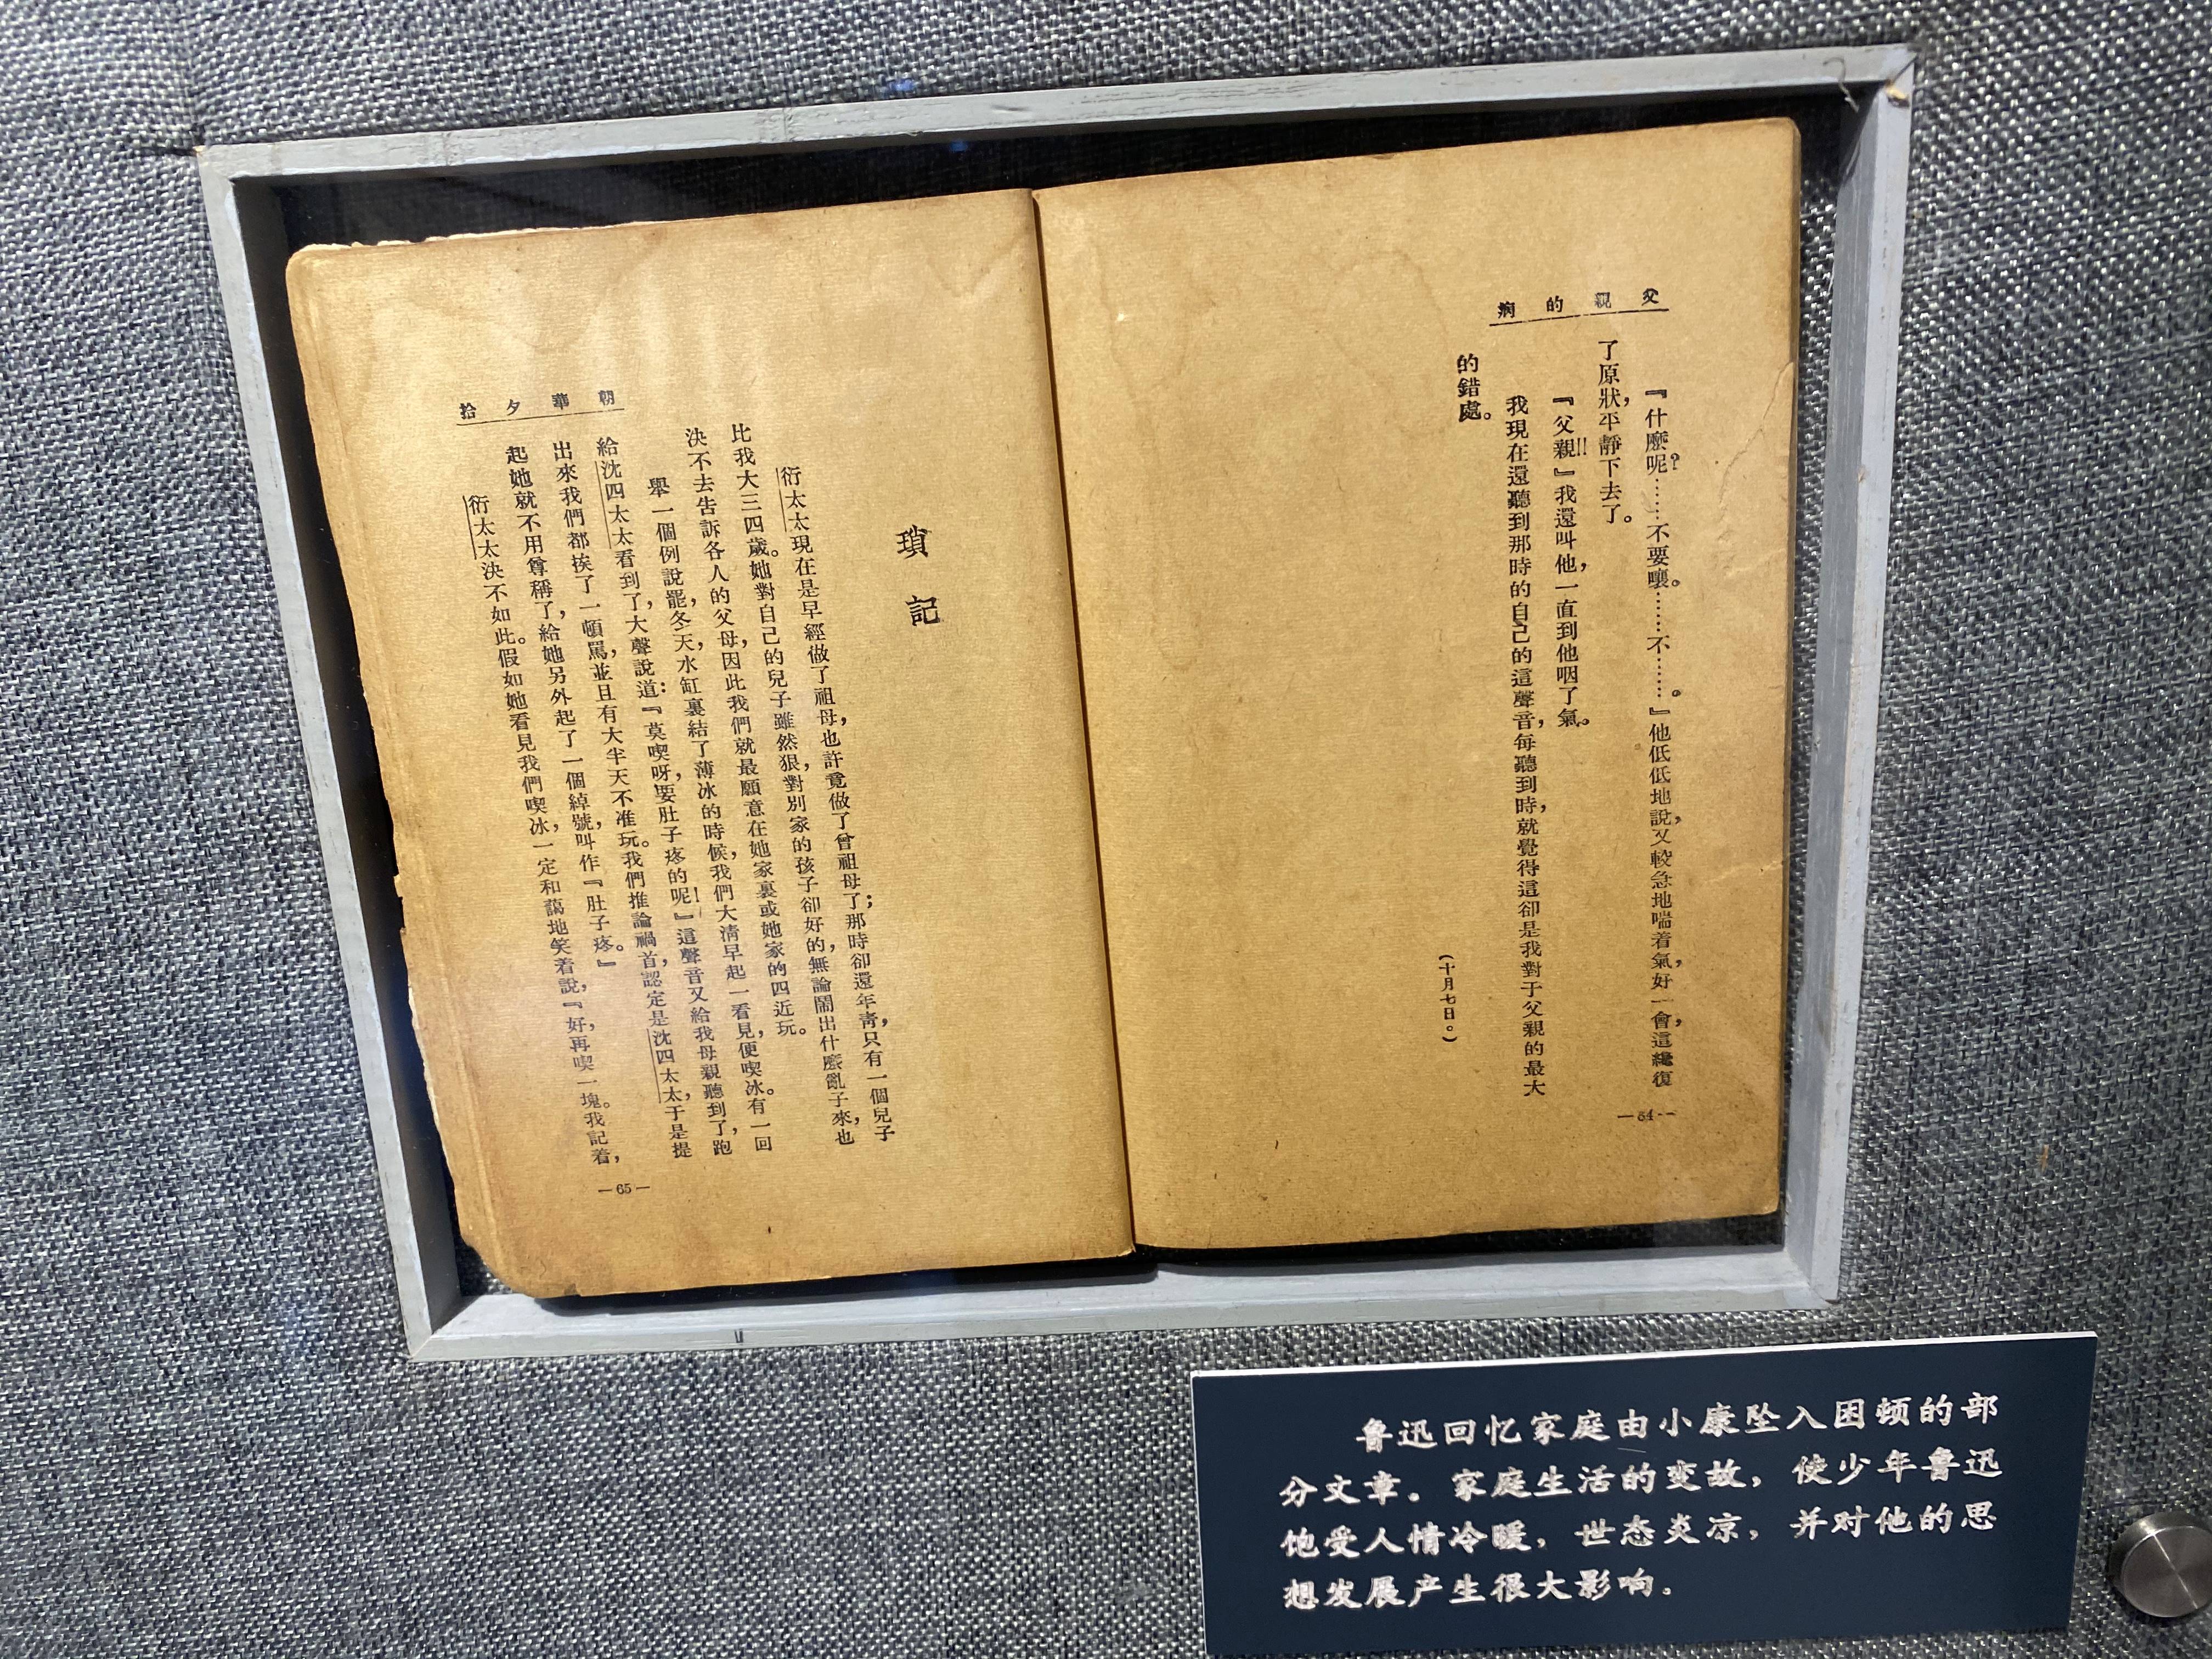 父親的病
『什麼呢？……不要嚷。……不……。』他低低地說，又較急地喘着氣，好一會，這纔復
了原狀，平靜下去了。
『父親！！』我還叫他，一直到他咽了氣。
我現在還聽到那時的自己的這聲音，每聽到時，就覺得這卻是我對于父親的最大
的錯處。
(十月七日。)
—64—
瑣記
衍太太現在是早經做了祖母，也許竟做了曾祖母了；那時卻還年靑，只有一個兒子
比我大三四歲。她對自己的兒子雖然狠，對別家的孩子卻好的，無論鬧出什麼亂子來，也
決不去告訴各人的父母，因此我們就最願意在她家裏或她家的四近玩。
舉一個例說罷，冬天，水缸裏結了薄冰的時候，我們大淸早起一看見，便喫冰。有一回
給沈四太太看到了，大聲說道：『莫喫呀，要肚子疼的呢！』這聲音又給我母親聽到了，跑
出來我們都挨了一頓罵，並且有大半天不准玩。我們推論禍首，認定是沈四太太，于是提
起她就不用尊稱了，給她另外起了一個綽號，叫作『肚子疼。』
衍太太決不如此。假如她看見我們喫冰，一定和藹地笑着說，『好，再喫一塊。我記着，
朝華夕拾
—65—
鲁迅回忆家庭由小康坠入困顿的部
分文章。家庭生活的变故，使少年鲁迅
饱受人情冷暖，世态炎凉，并对他的思
想发展产生很大影响。